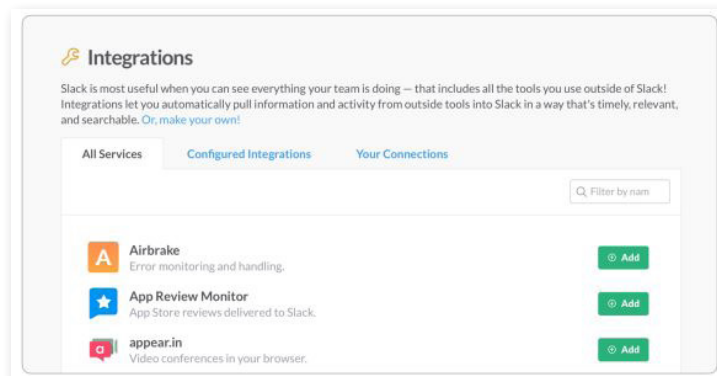 Integrations
Slack is most useful when you can see everything your team is doing — that includes all the tools you use outside of Slack!
Integrations let you automatically pull information and activity from outside tools into Slack in a way that's timely, relevant,
and searchable. Or, make your own!
All Services Configured Integrations Your Connections
Filter by nam
A Airbrake
Error monitoring and handling.
Add
App Review Monitor
App Store reviews delivered to Slack.
Add
a appear.in
Video conferences in your browser.
Add